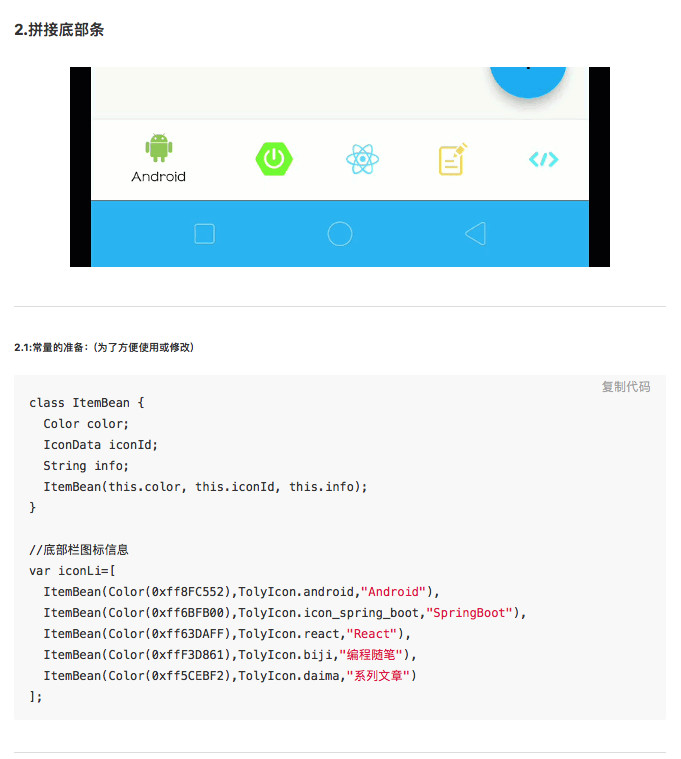 2.拼接底部条
Android
2.1:常量的准备：(为了方便使用或修改)
复制代码
class ItemBean {
  Color color;
  IconData iconId;
  String info;
  ItemBean(this.color, this.iconId, this.info);
}
//底部栏图标信息
var iconLi=[
  ItemBean(Color(0xff8FC552),TolyIcon.android,"Android"),
  ItemBean(Color(0xff6BFB00),TolyIcon.icon_spring_boot,"SpringBoot"),
  ItemBean(Color(0xff63DAFF),TolyIcon.react,"React"),
  ItemBean(Color(0xffF3D861),TolyIcon.biji,"编程随笔"),
  ItemBean(Color(0xff5CEBF2),TolyIcon.daima,"系列文章")
];